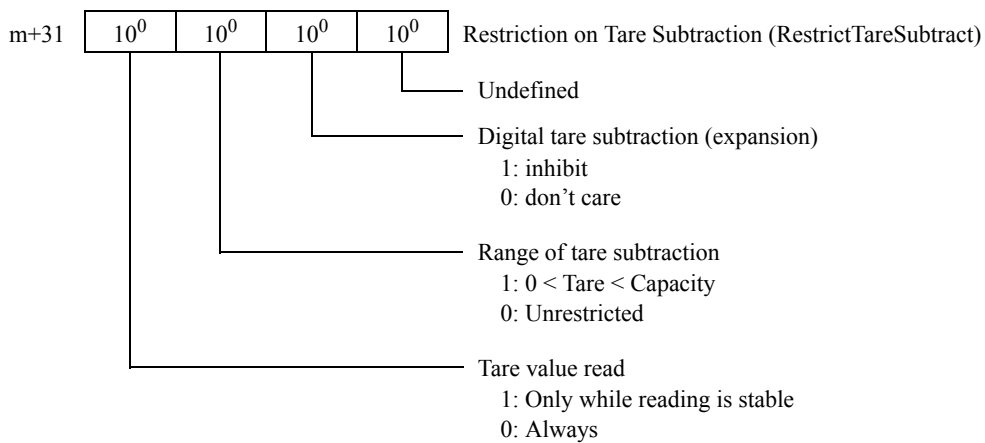 m+31 10⁰ 10⁰ 10⁰ 10⁰ Restriction on Tare Subtraction (RestrictTareSubtract)
Undefined
Digital tare subtraction (expansion)
1: inhibit
0: don’t care
Range of tare subtraction
1: 0 < Tare < Capacity
0: Unrestricted
Tare value read
1: Only while reading is stable
0: Always